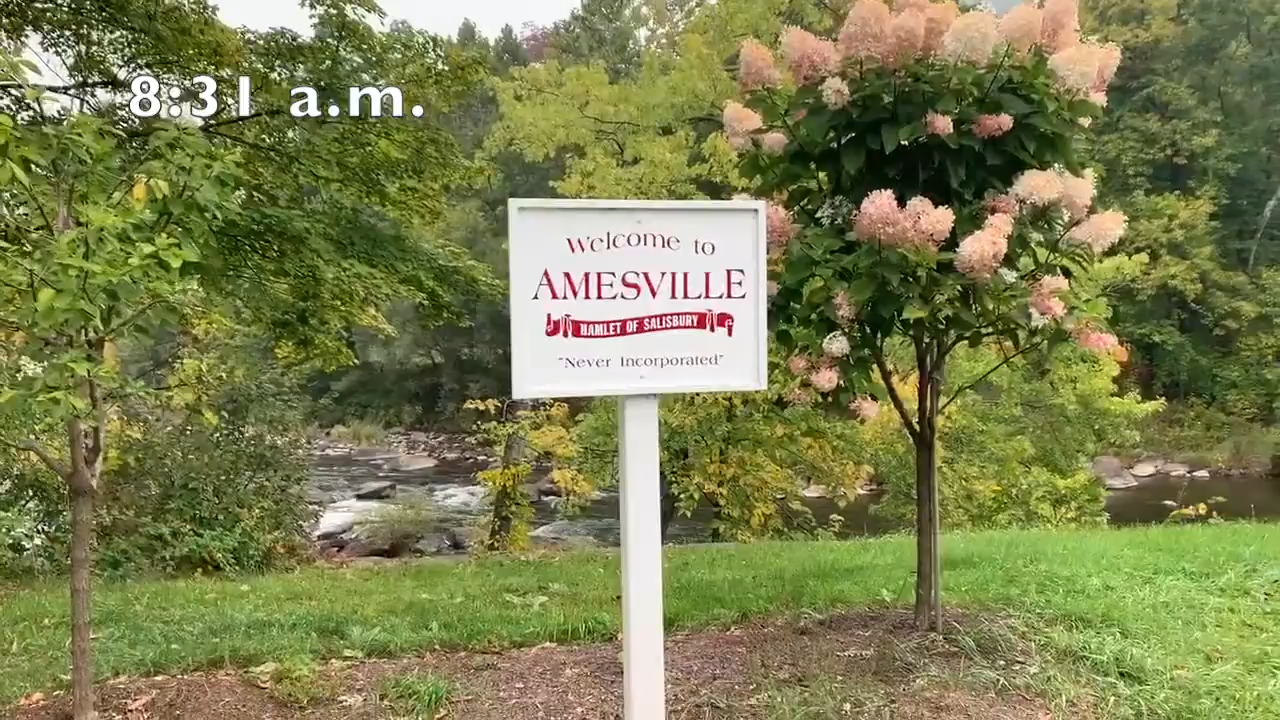 8:31 a.m.
Welcome to
AMESVILLE
HAMLET OF SALISBURY
"Never Incorporated"